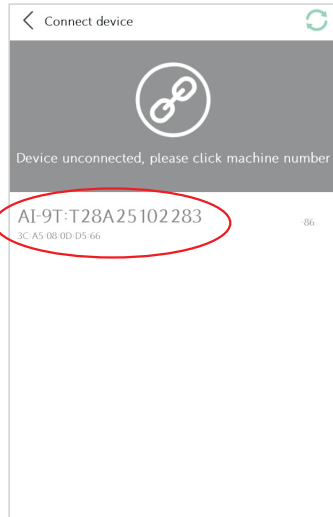 Connect device
Device unconnected, please click machine number
AI-9T:T28A25102283
-86
3C:A5:08:0D:D5:66